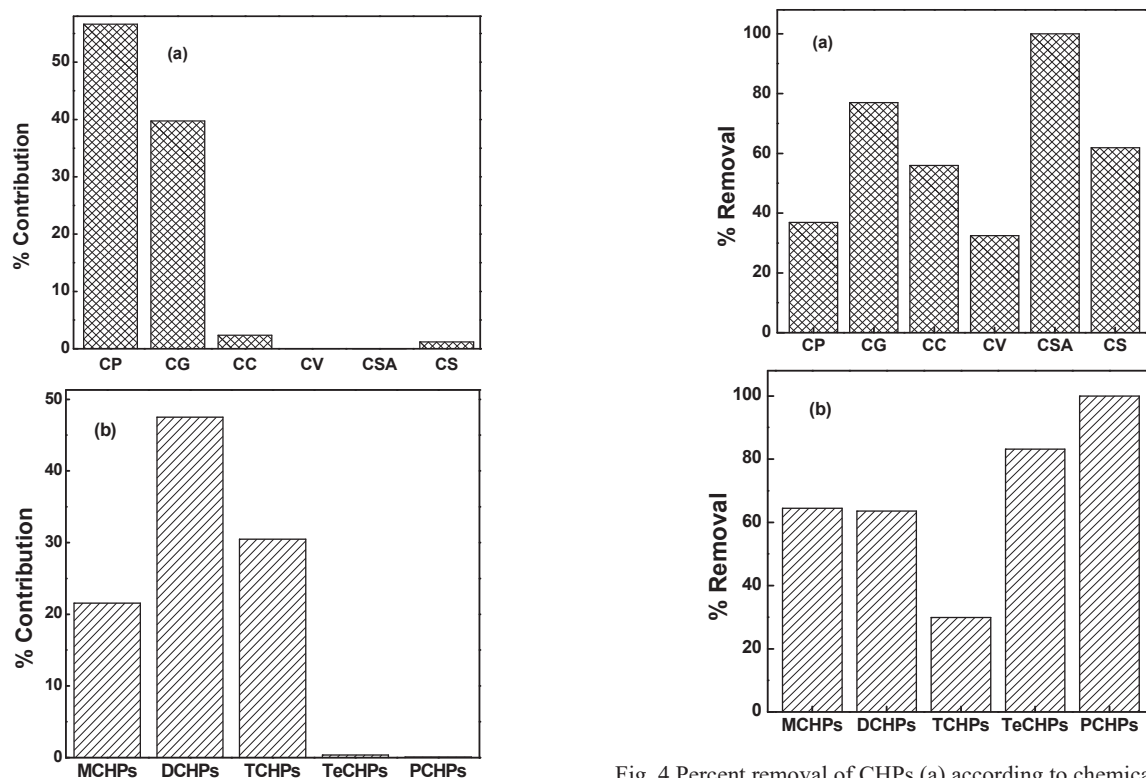 % Contribution
50
40
30
20
10
0
(a)
CP CG CC CV CSA CS
% Contribution
50
40
30
20
10
0
(b)
MCHPs DCHPs TCHPs TeCHPs PCHPs
% Removal
100
80
60
40
20
0
(a)
CP CG CC CV CSA CS
% Removal
100
80
60
40
20
0
(b)
MCHPs DCHPs TCHPs TeCHPs PCHPs
Fig. 4 Percent removal of CHPs (a) according to chemical